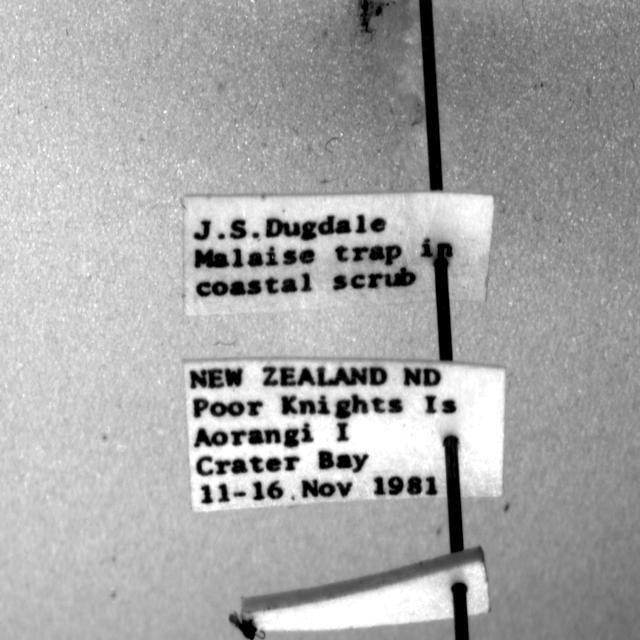 J.S.Dugdale
Malaise trap in
coastal scrub
NEW ZEALAND ND
Poor Knights Is
Aorangi I
Crater Bay
11-16.Nov 1981